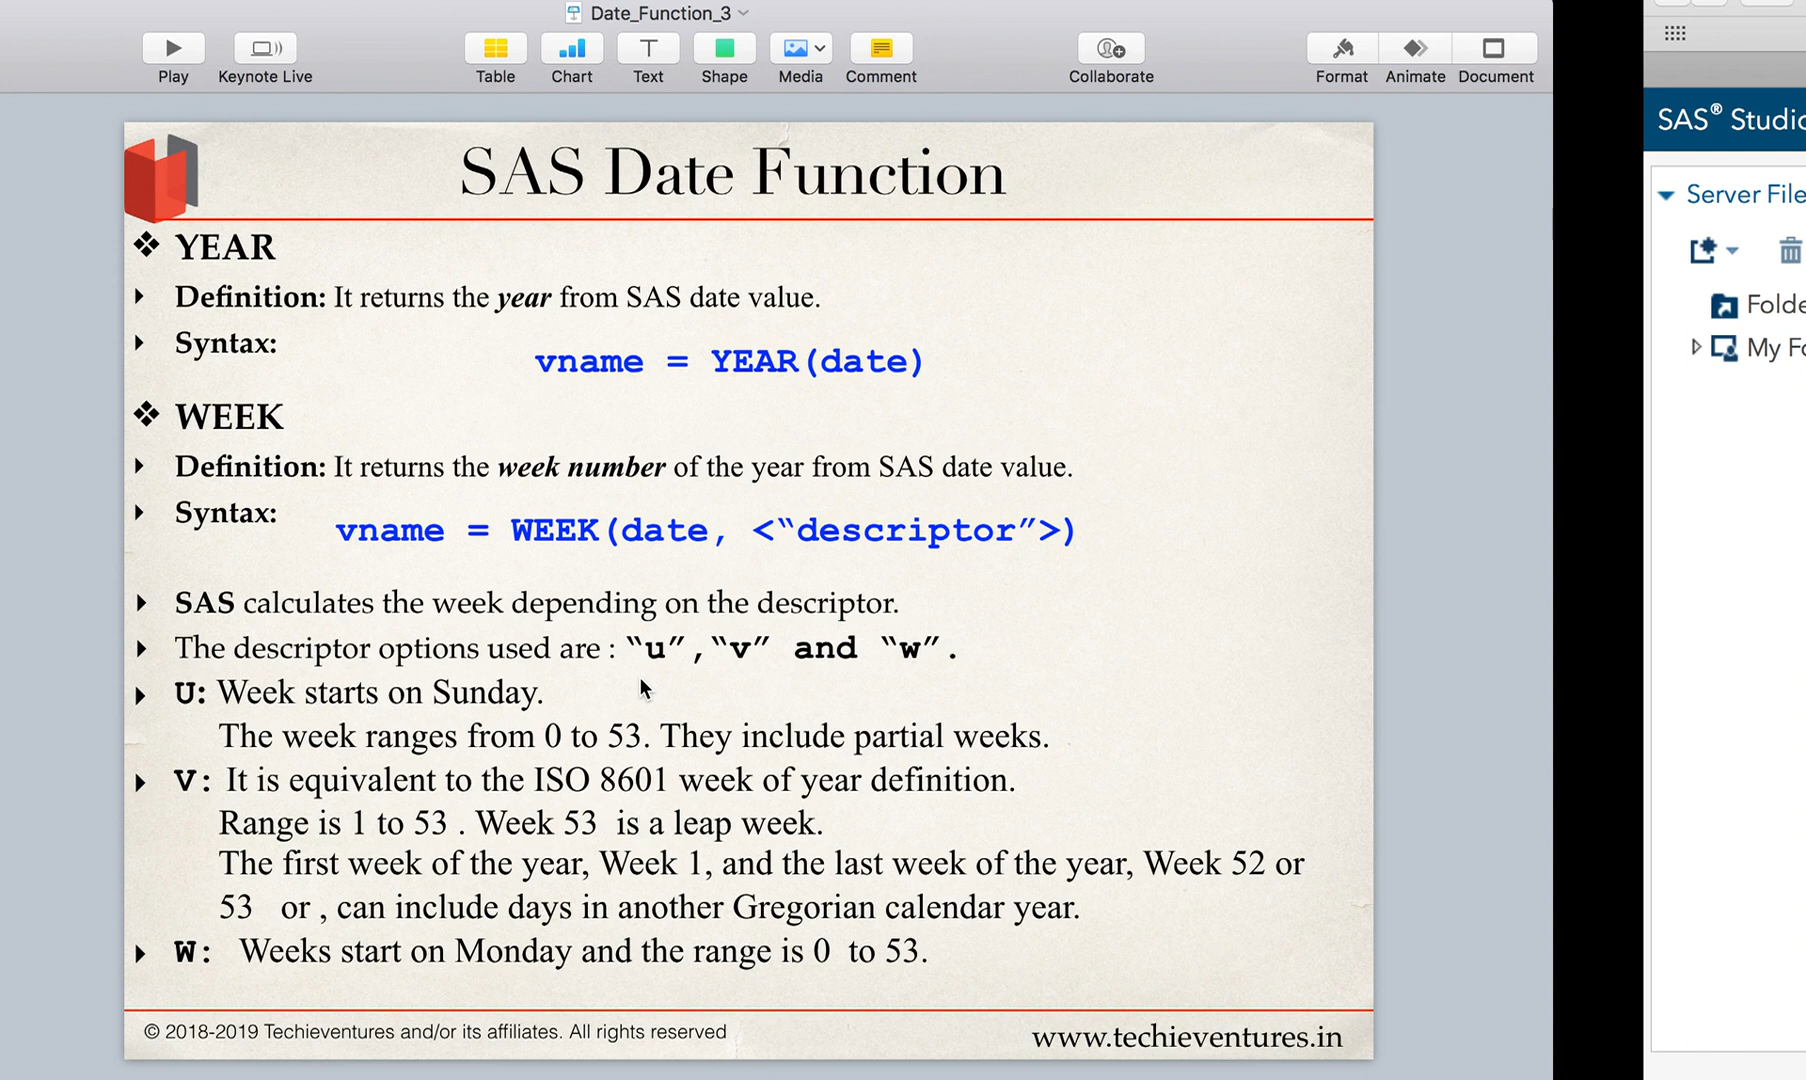 Date_Function_3
Play
Keynote Live
Table
Chart
Text
Shape
Media
Comment
Collaborate
Format
Animate
Document
SAS Date Function
YEAR
Definition: It returns the year from SAS date value.
Syntax:
vname = YEAR(date)
WEEK
Definition: It returns the week number of the year from SAS date value.
Syntax:
vname = WEEK(date, <“descriptor”>)
SAS calculates the week depending on the descriptor.
The descriptor options used are : “u”,“v” and “w”.
U: Week starts on Sunday.
The week ranges from 0 to 53. They include partial weeks.
V: It is equivalent to the ISO 8601 week of year definition.
Range is 1 to 53 . Week 53 is a leap week.
The first week of the year, Week 1, and the last week of the year, Week 52 or
53 or , can include days in another Gregorian calendar year.
W: Weeks start on Monday and the range is 0 to 53.
© 2018-2019 Techieventures and/or its affiliates. All rights reserved
www.techieventures.in
SAS® Studio
Server File
Folde
My Fo